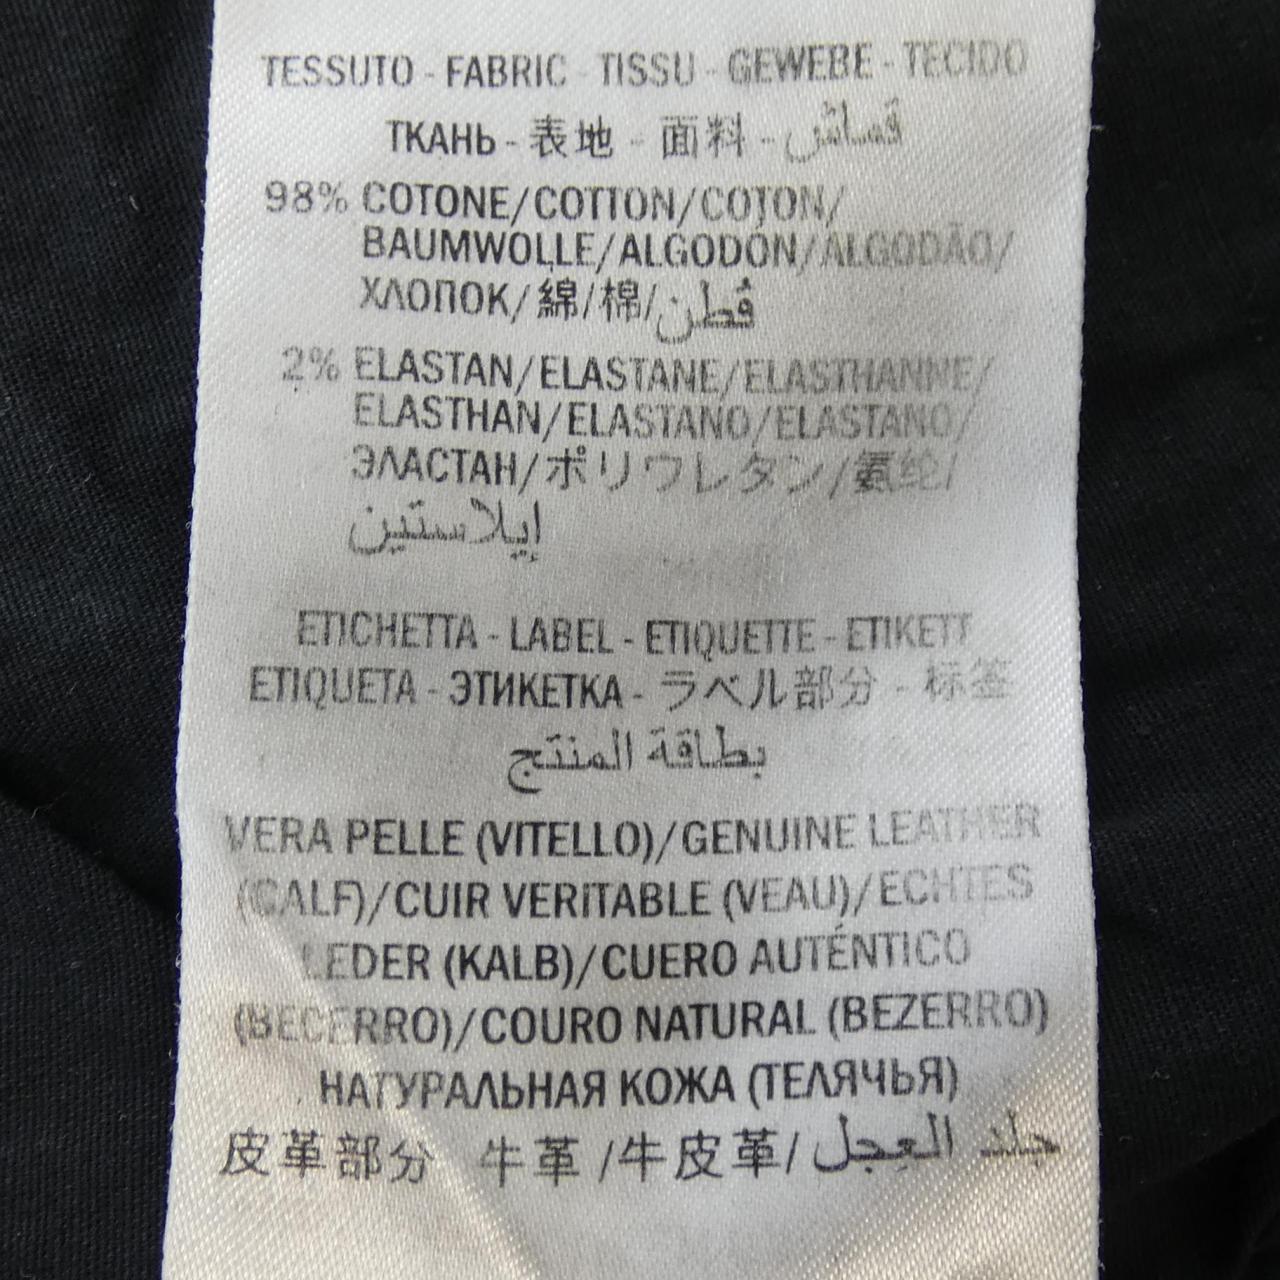 TESSUTO - FABRIC - TISSU - GEWEBE - TECIDO
ТКАНЬ - 表地 - 面料 - قماش
98% COTONE/COTTON/COTON/
BAUMWOLLE/ALGODÓN/ALGODÃO/
ХЛОПОК/綿/棉/قطن
2% ELASTAN/ELASTANE/ELASTHANNE/
ELASTHAN/ELASTANO/ELASTANO/
ЭЛАСТАН/ポリウレタン/氨纶/
إيلاستين
ETICHETTA - LABEL - ETIQUETTE - ETIKETT
ETIQUETA - ЭТИКЕТКА - ラベル部分 - 标签
بطاقة المنتج
VERA PELLE (VITELLO)/GENUINE LEATHER
(CALF)/CUIR VERITABLE (VEAU)/ECHTES
LEDER (KALB)/CUERO AUTÉNTICO
(BECERRO)/COURO NATURAL (BEZERRO)
НАТУРАЛЬНАЯ КОЖА (ТЕЛЯЧЬЯ)
皮革部分 牛革 /牛皮革/جلد العجل